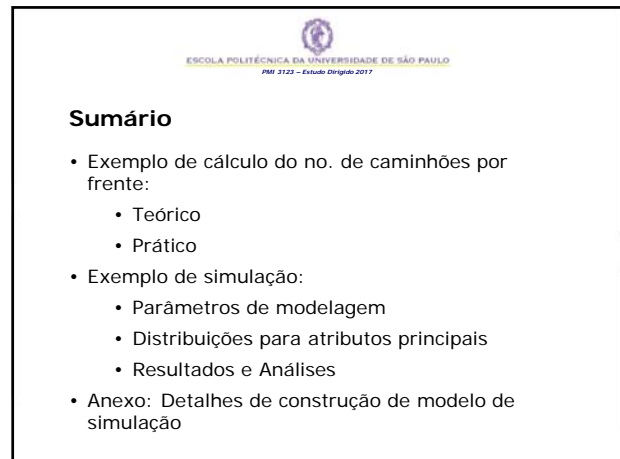 ESCOLA POLITÉCNICA DA UNIVERSIDADE DE SÃO PAULO
PMI 3123 – Estudo Dirigido 2017
Sumário
• Exemplo de cálculo do no. de caminhões por
frente:
• Teórico
• Prático
• Exemplo de simulação:
• Parâmetros de modelagem
• Distribuições para atributos principais
• Resultados e Análises
• Anexo: Detalhes de construção de modelo de
simulação